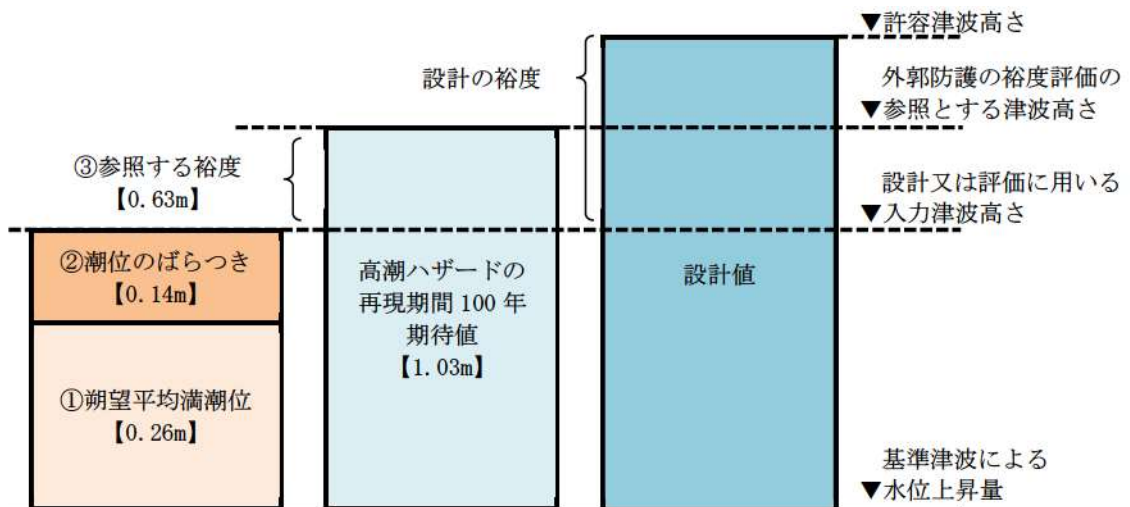 ▼許容津波高さ
設計の裕度
外郭防護の裕度評価の
▼参照とする津波高さ
③参照する裕度
【0.63m】
設計又は評価に用いる
▼入力津波高さ
②潮位のばらつき
【0.14m】
高潮ハザードの
再現期間 100 年
期待値
【1.03m】
設計値
①朔望平均満潮位
【0.26m】
基準津波による
▼水位上昇量